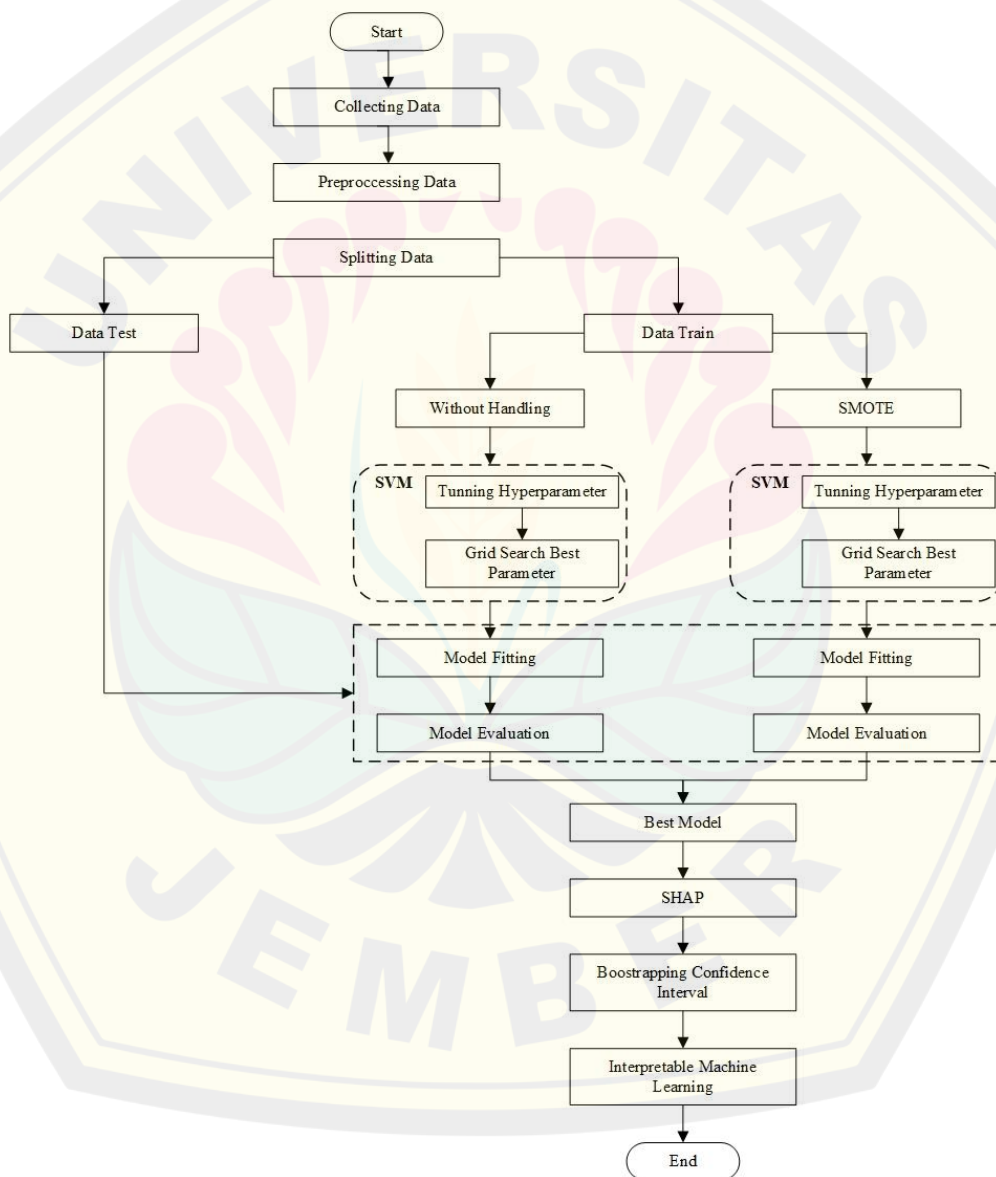 UNIVERSITAS
JEMBER
Start
Collecting Data
Preproccessing Data
Splitting Data
Data Test
Data Train
Without Handling
SMOTE
SVM
Tunning Hyperparameter
Grid Search Best
Parameter
SVM
Tunning Hyperparameter
Grid Search Best
Parameter
Model Fitting
Model Fitting
Model Evaluation
Model Evaluation
Best Model
SHAP
Boostrapping Confidence
Interval
Interpretable Machine
Learning
End